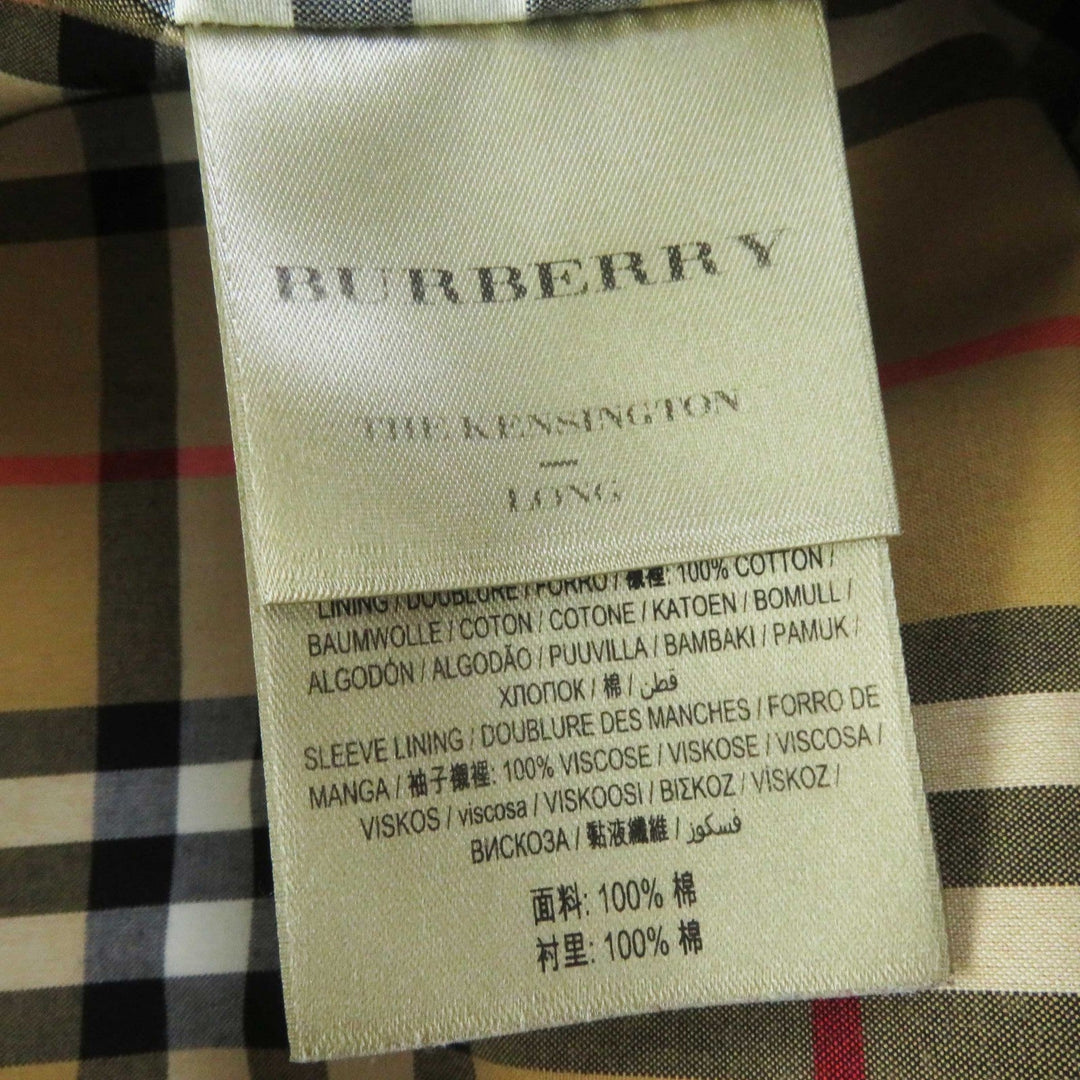 BURBERRY
THE KENSINGTON
—
LONG
LINING / DOUBLURE / FORRO / 襯裡: 100% COTTON /
BAUMWOLLE / COTON / COTONE / KATOEN / BOMULL /
ALGODÓN / ALGODÃO / PUUVILLA / BAMBAKI / PAMUK /
ХЛОПОК / 棉 / قطن
SLEEVE LINING / DOUBLURE DES MANCHES / FORRO DE
MANGA / 袖子襯裡: 100% VISCOSE / VISKOSE / VISCOSA /
VISKOS / viscosa / VISKOOSI / ΒΙΣΚΟΖ / VİSKOZ /
ВИСКОЗА / 黏液纖維 / فسكوز
面料: 100% 棉
衬里: 100% 棉